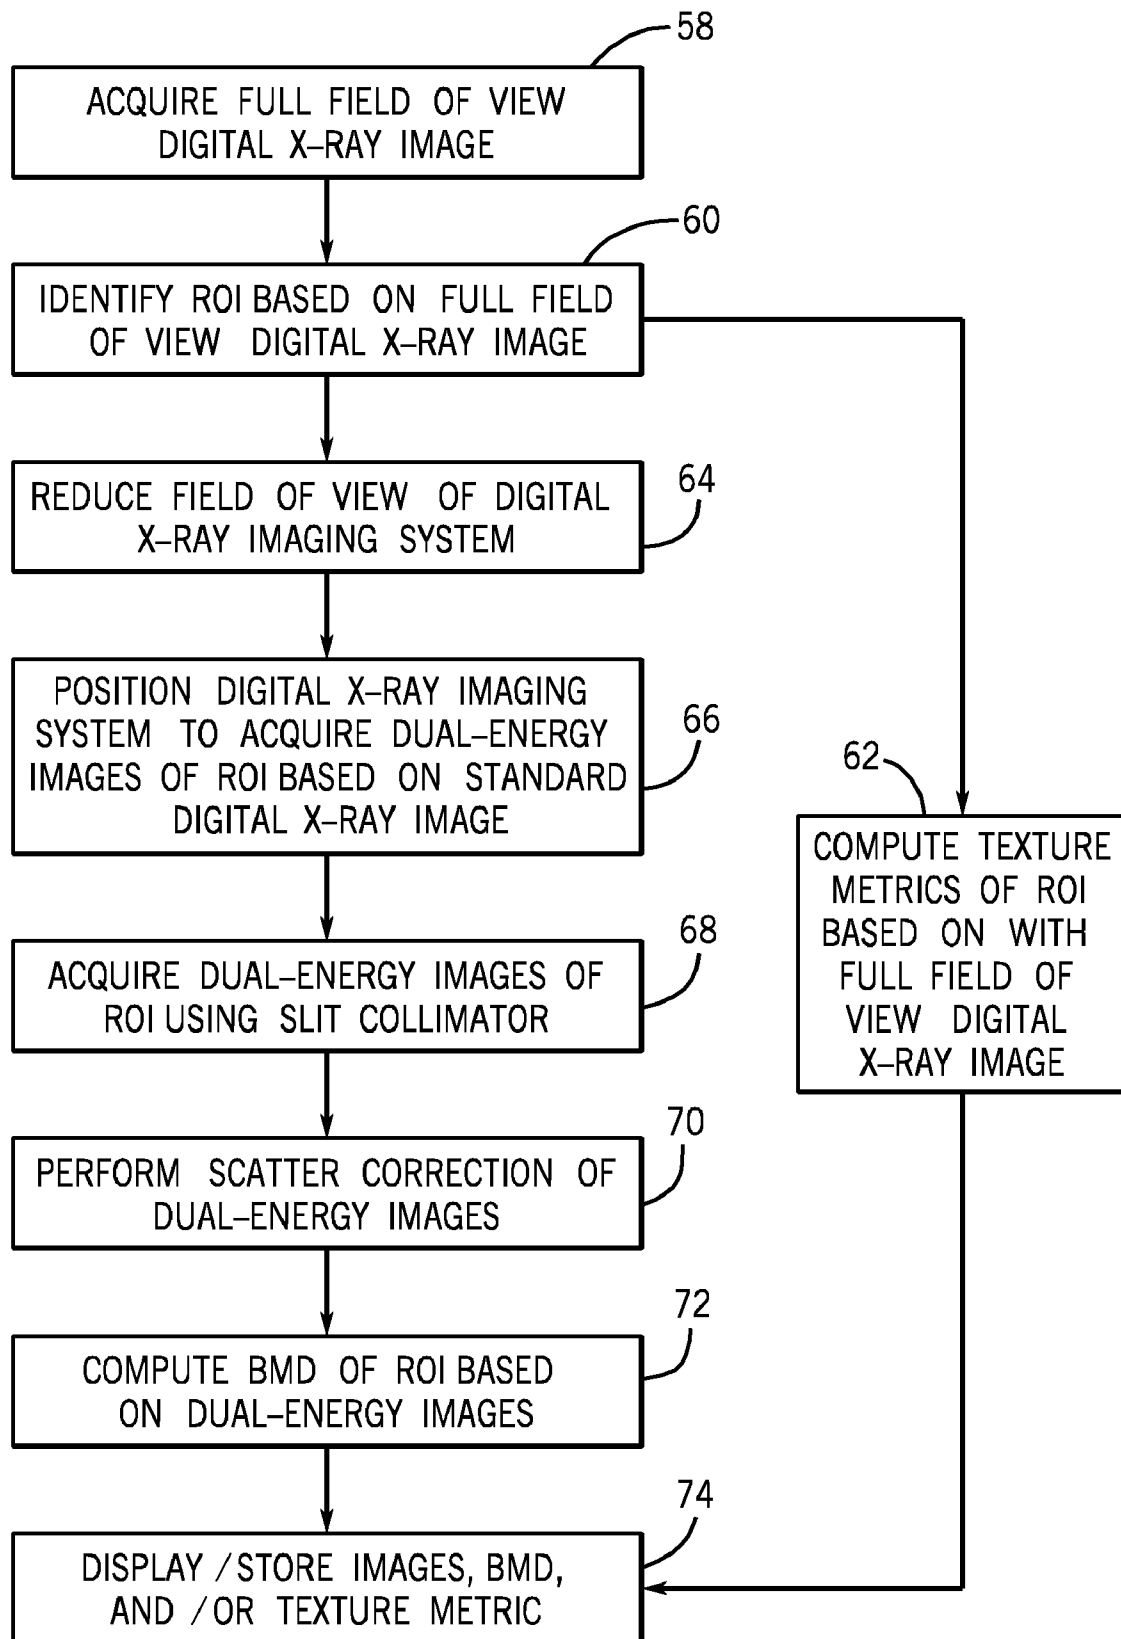 58
ACQUIRE FULL FIELD OF VIEW
DIGITAL X–RAY IMAGE
60
IDENTIFY ROI BASED ON FULL FIELD
OF VIEW DIGITAL X–RAY IMAGE
64
REDUCE FIELD OF VIEW OF DIGITAL
X–RAY IMAGING SYSTEM
66
POSITION DIGITAL X–RAY IMAGING
SYSTEM TO ACQUIRE DUAL–ENERGY
IMAGES OF ROI BASED ON STANDARD
DIGITAL X–RAY IMAGE
62
COMPUTE TEXTURE
METRICS OF ROI
BASED ON WITH
FULL FIELD OF
VIEW DIGITAL
X–RAY IMAGE
68
ACQUIRE DUAL–ENERGY IMAGES OF
ROI USING SLIT COLLIMATOR
70
PERFORM SCATTER CORRECTION OF
DUAL–ENERGY IMAGES
72
COMPUTE BMD OF ROI BASED
ON DUAL–ENERGY IMAGES
74
DISPLAY / STORE IMAGES, BMD,
AND / OR TEXTURE METRIC